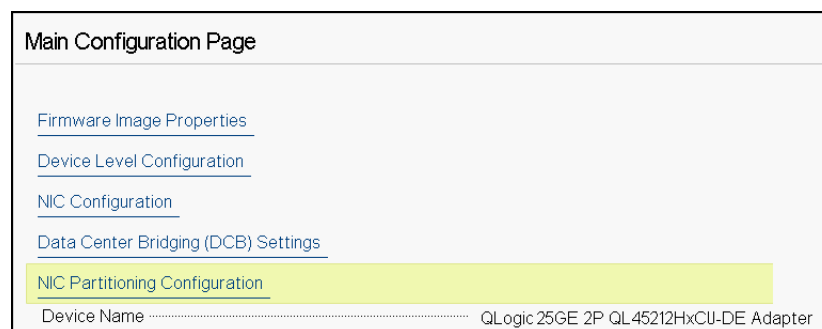 Main Configuration Page
Firmware Image Properties
Device Level Configuration
NIC Configuration
Data Center Bridging (DCB) Settings
NIC Partitioning Configuration
Device Name QLogic 25GE 2P QL45212HxCU-DE Adapter